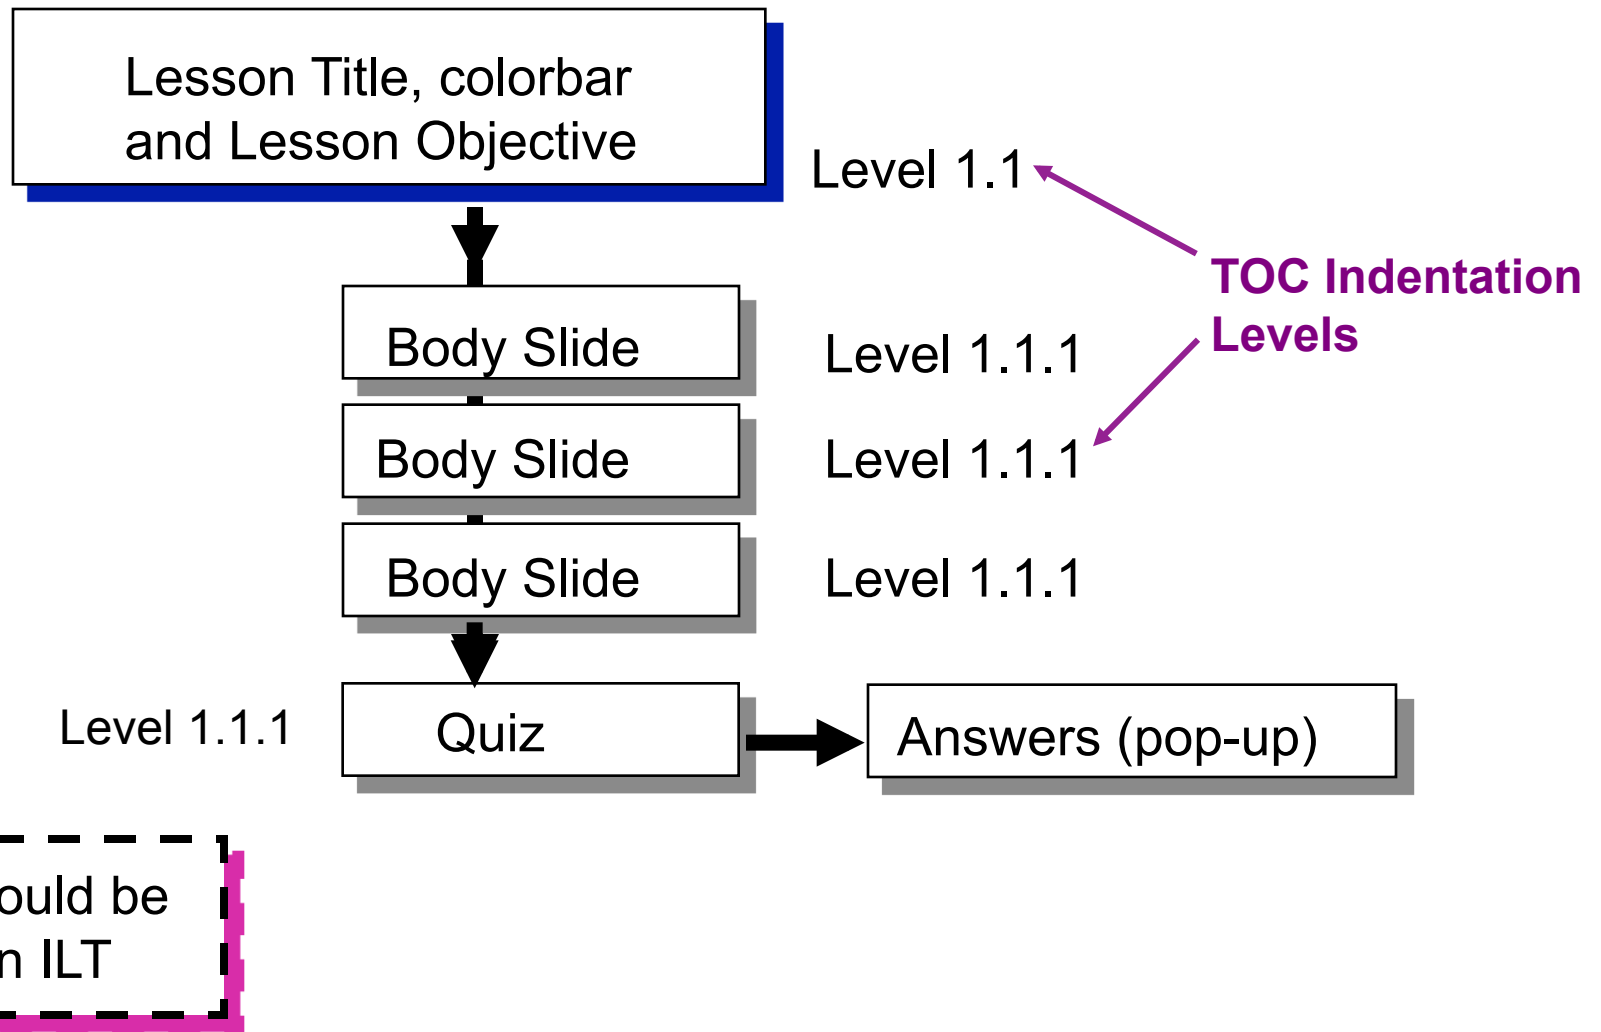 Lesson Title, colorbar
and Lesson Objective
Level 1.1
TOC Indentation
Levels
Body Slide
Level 1.1.1
Body Slide
Level 1.1.1
Body Slide
Level 1.1.1
Level 1.1.1
Quiz
Answers (pop-up)
be
ILT